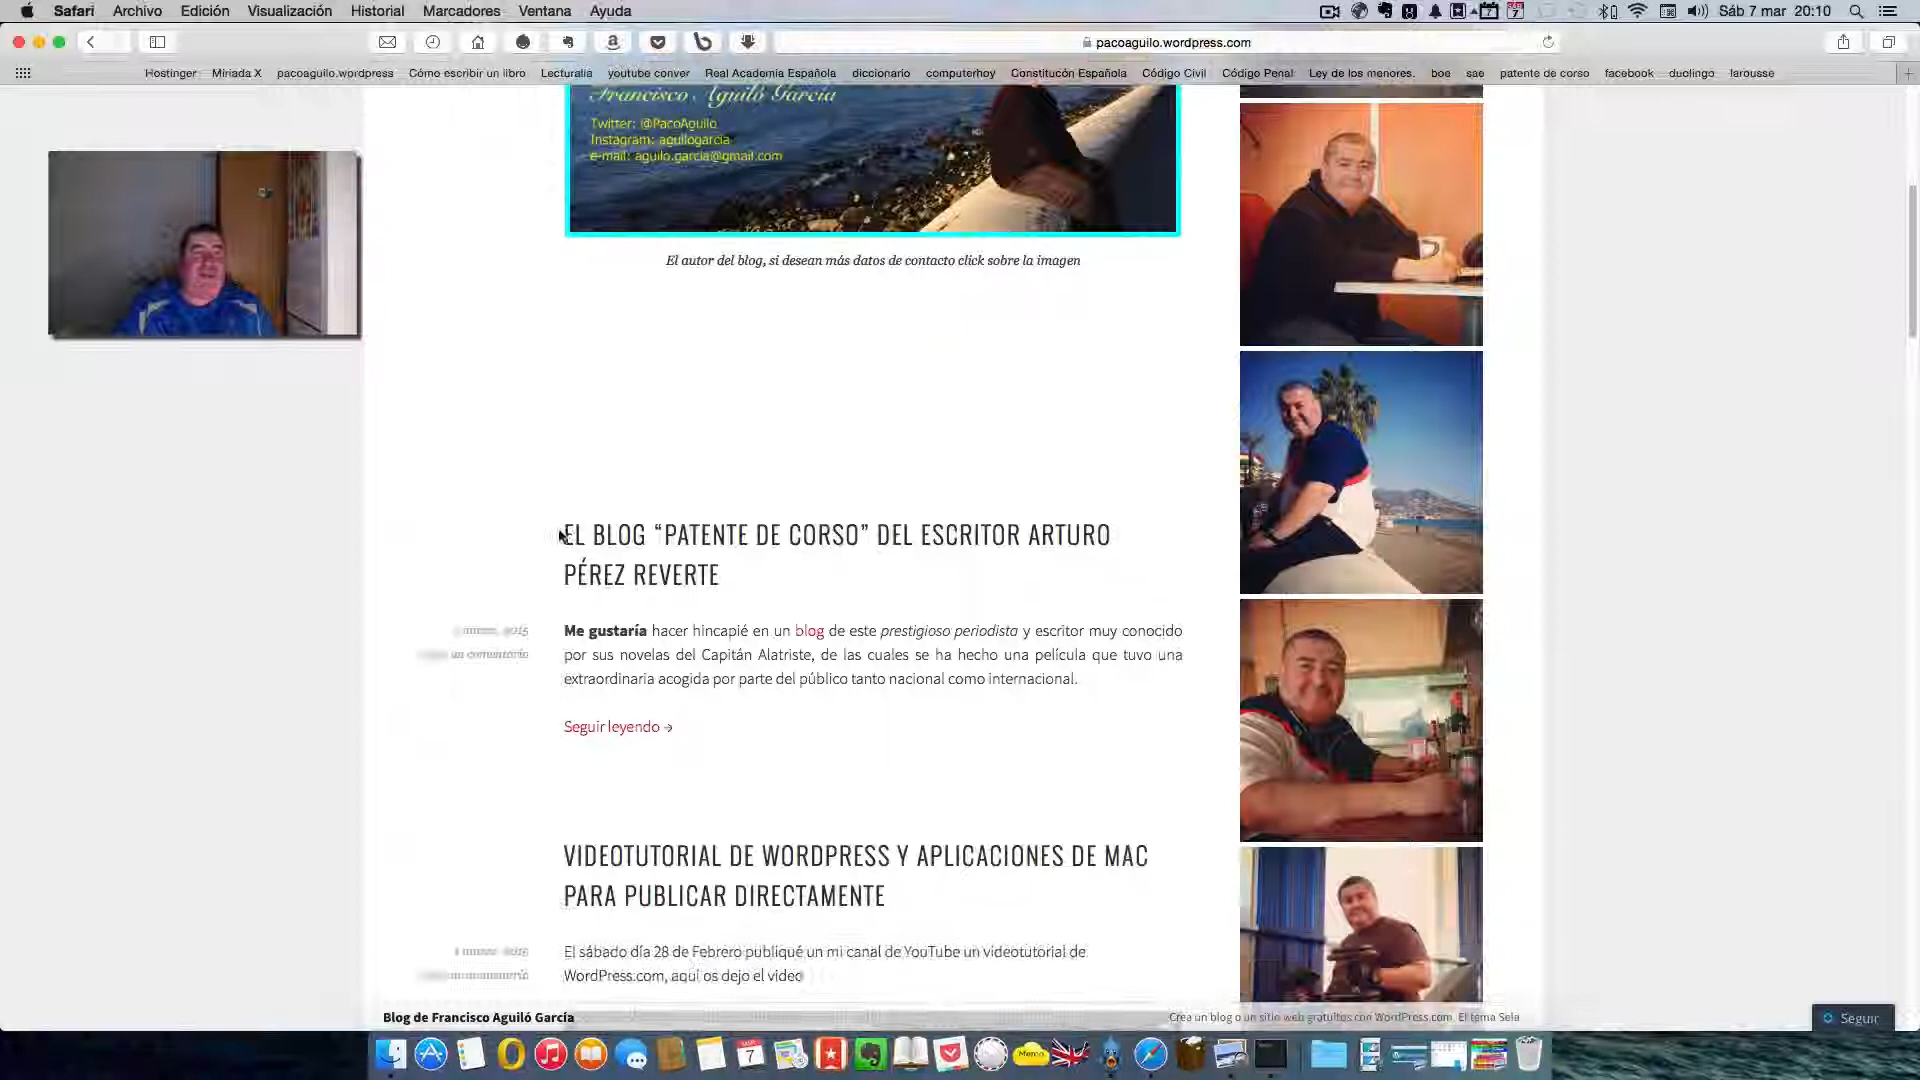 Safari Archivo Edición Visualización Historial Marcadores Ventana Ayuda Sáb 7 mar 20:10
pacoaguilo.wordpress.com
Hostinger Miríada X pacoaguilo.wordpress Cómo escribir un libro Lecturalia youtube conver Real Academia Española diccionario computerhoy Constitucón Española Código Civil Código Penal Ley de los menores. boe sae patente de corso facebook duolingo larousse
Francisco Aguiló García
Twitter: @PacoAguilo
Instagram: aguilogarcia
e-mail: aguilo.garcia@gmail.com
El autor del blog, si desean más datos de contacto click sobre la imagen
EL BLOG “PATENTE DE CORSO” DEL ESCRITOR ARTURO
PÉREZ REVERTE
Me gustaría hacer hincapié en un blog de este prestigioso periodista y escritor muy conocido
por sus novelas del Capitán Alatriste, de las cuales se ha hecho una película que tuvo una
extraordinaria acogida por parte del público tanto nacional como internacional.
un comentario
Seguir leyendo →
VIDEOTUTORIAL DE WORDPRESS Y APLICACIONES DE MAC
PARA PUBLICAR DIRECTAMENTE
El sábado día 28 de Febrero publiqué un mi canal de YouTube un videotutorial de
WordPress.com, aquí os dejo el video
Blog de Francisco Aguiló García
Crea un blog o un sitio web gratuitos con WordPress.com. El tema Sela
Seguir